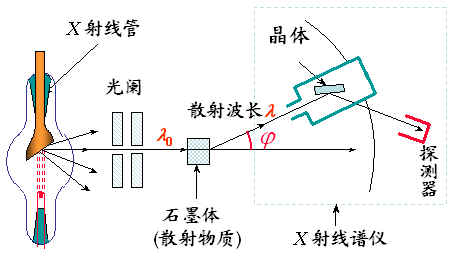 X射线管
光阑
λ₀
石墨体
(散射物质)
散射波长λ
φ
晶体
探测器
X射线谱仪